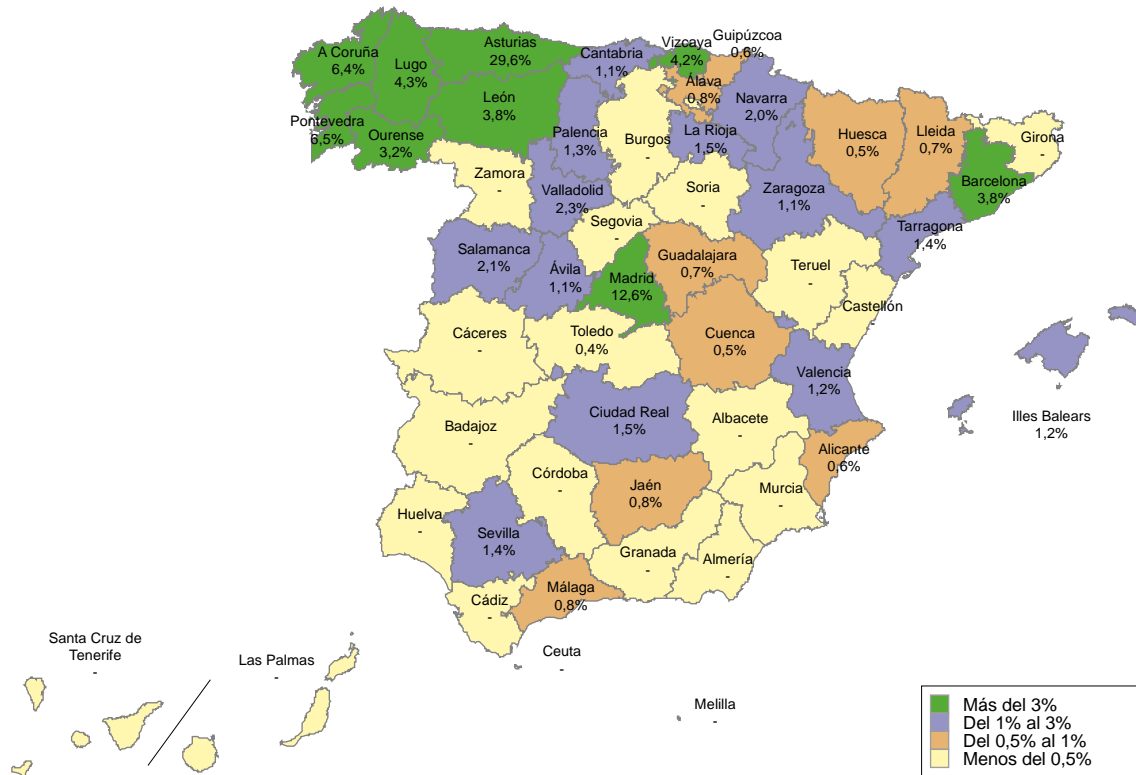 A Coruña
6,4%
Lugo
4,3%
Asturias
29,6%
Cantabria
1,1%
Vizcaya
4,2%
Guipúzcoa
0,6%
Álava
0,8%
Navarra
2,0%
Pontevedra
6,5%
Ourense
3,2%
León
3,8%
Palencia
1,3%
Burgos
-
La Rioja
1,5%
Huesca
0,5%
Lleida
0,7%
Girona
-
Barcelona
3,8%
Zamora
-
Valladolid
2,3%
Soria
-
Zaragoza
1,1%
Tarragona
1,4%
Segovia
-
Salamanca
2,1%
Ávila
1,1%
Madrid
12,6%
Guadalajara
0,7%
Teruel
-
Castellón
-
Cáceres
-
Toledo
0,4%
Cuenca
0,5%
Valencia
1,2%
Illes Balears
1,2%
Badajoz
-
Ciudad Real
1,5%
Albacete
-
Alicante
0,6%
Córdoba
-
Jaén
0,8%
Murcia
-
Huelva
-
Sevilla
1,4%
Granada
-
Almería
-
Cádiz
-
Málaga
0,8%
Santa Cruz de
Tenerife
-
Las Palmas
-
Ceuta
-
Melilla
-
Más del 3%
Del 1% al 3%
Del 0,5% al 1%
Menos del 0,5%